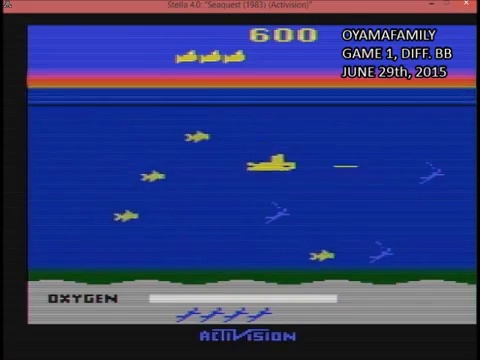 Stella 4.0: "Seaquest (1983) (Activision)"
600
OYAMAFAMILY
GAME 1, DIFF. BB
JUNE 29th, 2015
OXYGEN
ACTIVISION